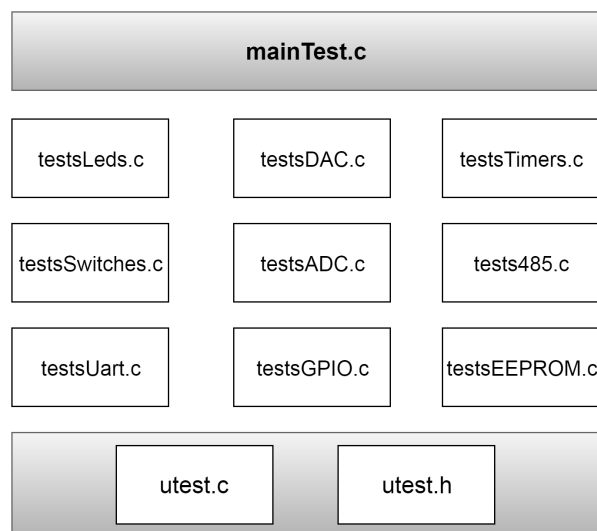 mainTest.c
testsLeds.c
testsDAC.c
testsTimers.c
testsSwitches.c
testsADC.c
tests485.c
testsUart.c
testsGPIO.c
testsEEPROM.c
utest.c
utest.h